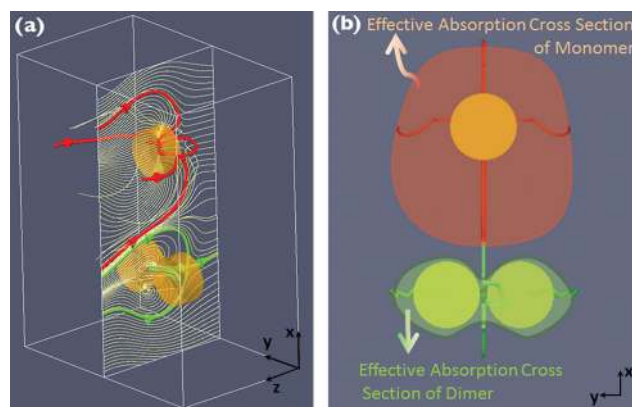 (a)
x
y
z
(b)
Effective Absorption Cross Section
of Monomer
Effective Absorption Cross
Section of Dimer
x
y